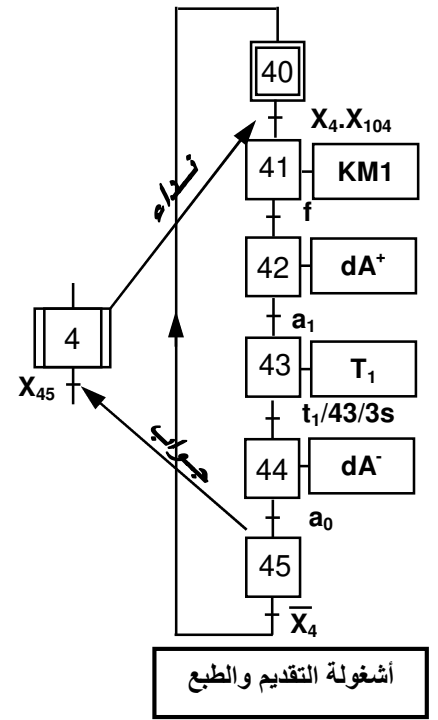 40
X₄.X₁₀₄
41 KM1
f
نداء
42 dA⁺
a₁
4
43 T₁
X₄₅
t₁/43/3s
جواب
44 dA⁻
a₀
45
X̅₄
أشغولة التقديم والطبع